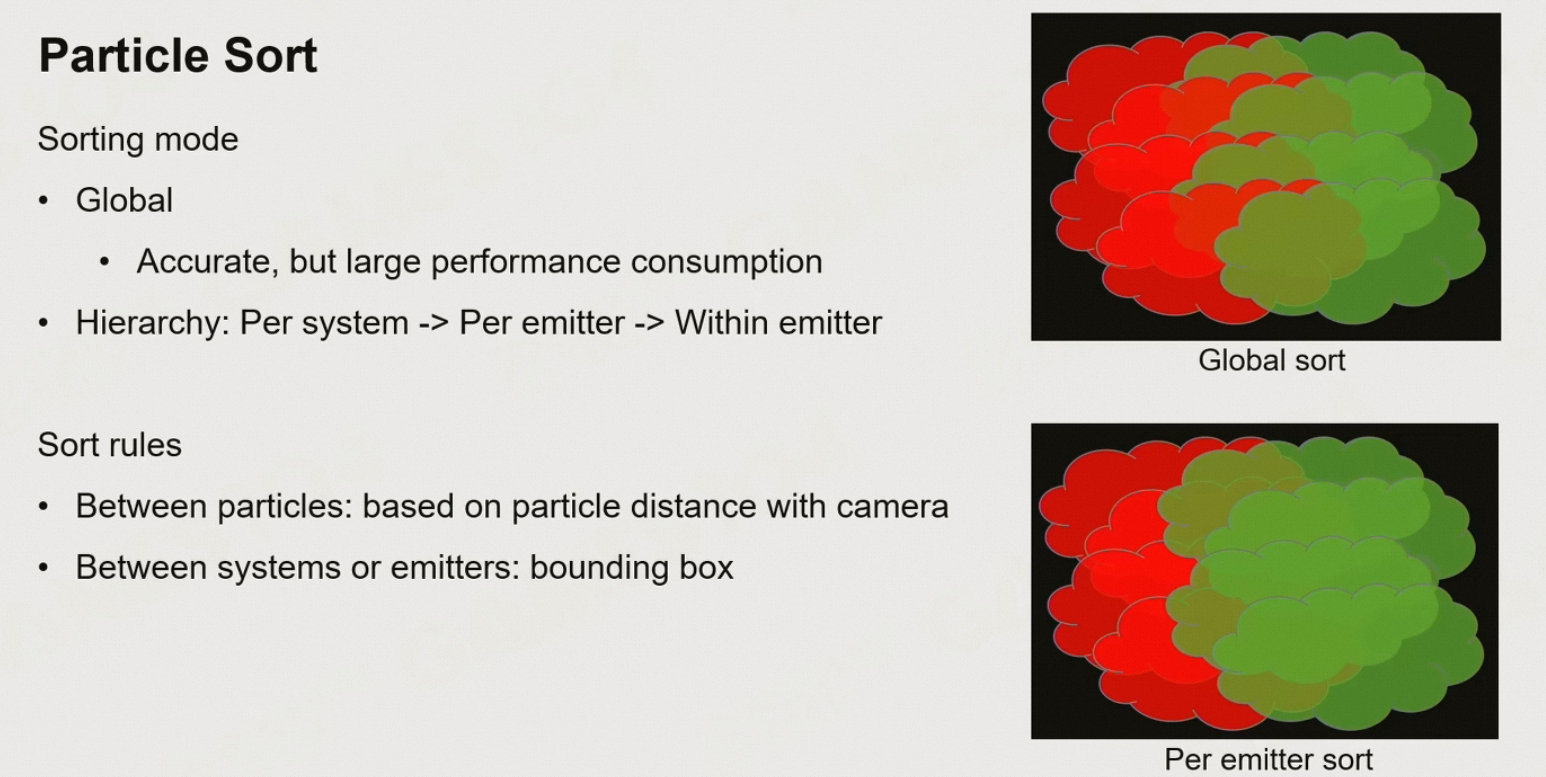 Particle Sort
Sorting mode
• Global
• Accurate, but large performance consumption
• Hierarchy: Per system -> Per emitter -> Within emitter
Sort rules
• Between particles: based on particle distance with camera
• Between systems or emitters: bounding box
Global sort
Per emitter sort